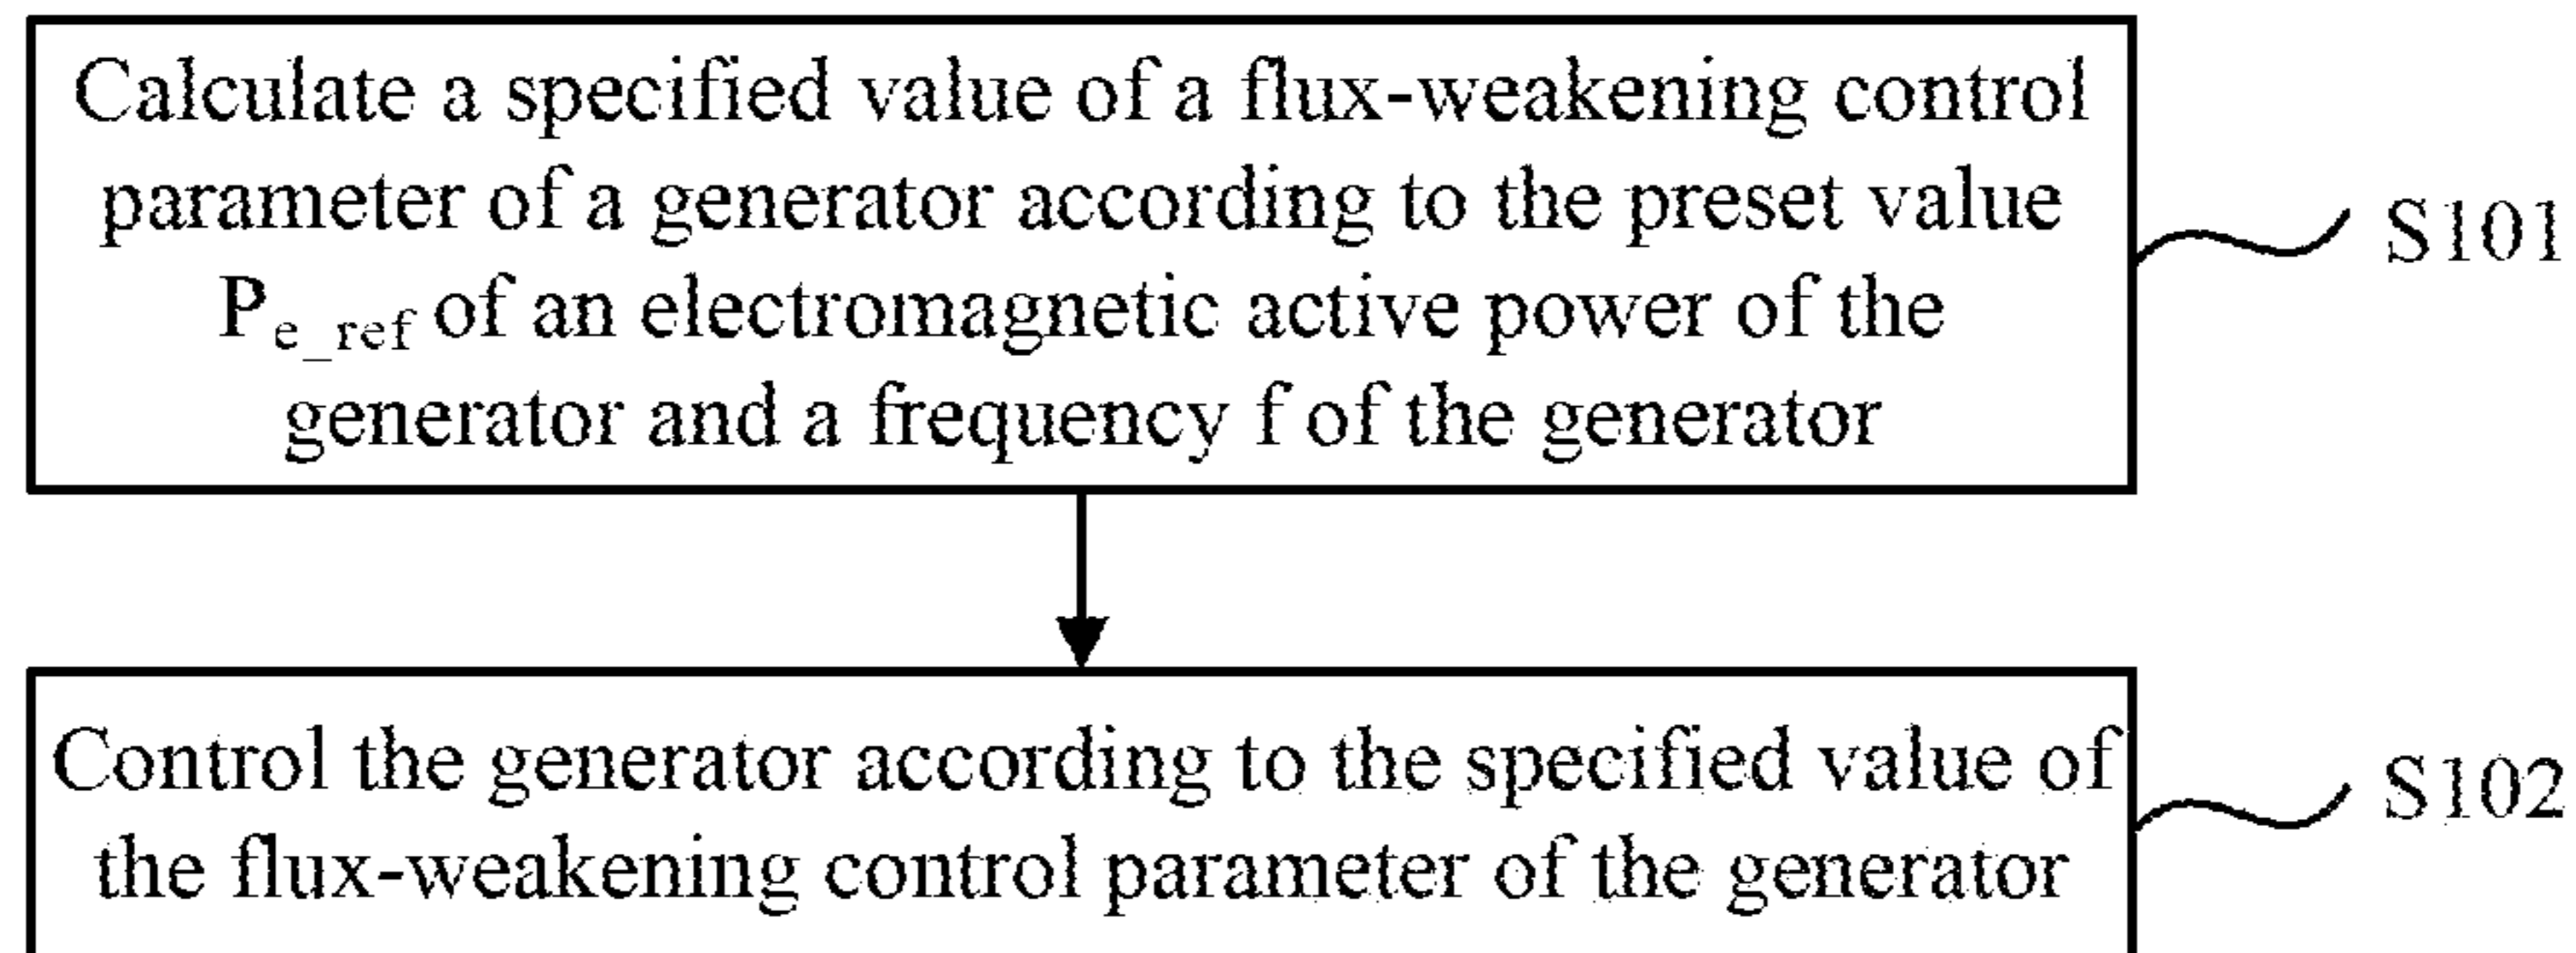 Calculate a specified value of a flux-weakening control
parameter of a generator according to the preset value
P_{e_ref} of an electromagnetic active power of the
generator and a frequency f of the generator
S101
Control the generator according to the specified value of
the flux-weakening control parameter of the generator
S102